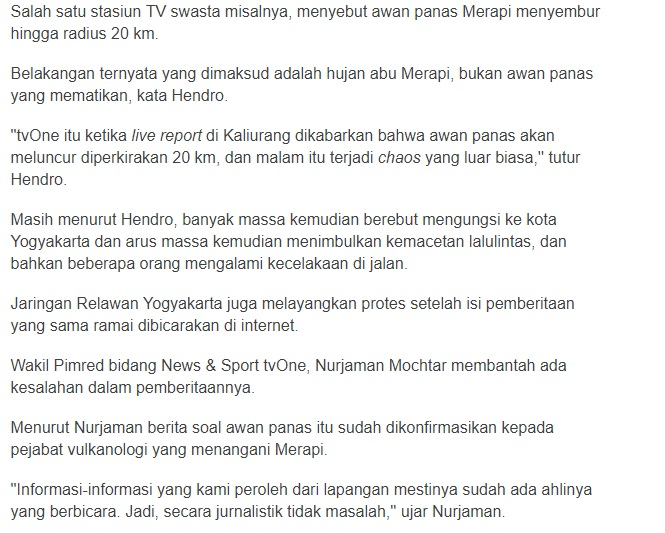 Salah satu stasiun TV swasta misalnya, menyebut awan panas Merapi menyembur
hingga radius 20 km.
Belakangan ternyata yang dimaksud adalah hujan abu Merapi, bukan awan panas
yang mematikan, kata Hendro.
"tvOne itu ketika live report di Kaliurang dikabarkan bahwa awan panas akan
meluncur diperkirakan 20 km, dan malam itu terjadi chaos yang luar biasa," tutur
Hendro.
Masih menurut Hendro, banyak massa kemudian berebut mengungsi ke kota
Yogyakarta dan arus massa kemudian menimbulkan kemacetan lalulintas, dan
bahkan beberapa orang mengalami kecelakaan di jalan.
Jaringan Relawan Yogyakarta juga melayangkan protes setelah isi pemberitaan
yang sama ramai dibicarakan di internet.
Wakil Pimred bidang News & Sport tvOne, Nurjaman Mochtar membantah ada
kesalahan dalam pemberitaannya.
Menurut Nurjaman berita soal awan panas itu sudah dikonfirmasikan kepada
pejabat vulkanologi yang menangani Merapi.
"Informasi-informasi yang kami peroleh dari lapangan mestinya sudah ada ahlinya
yang berbicara. Jadi, secara jurnalistik tidak masalah," ujar Nurjaman.